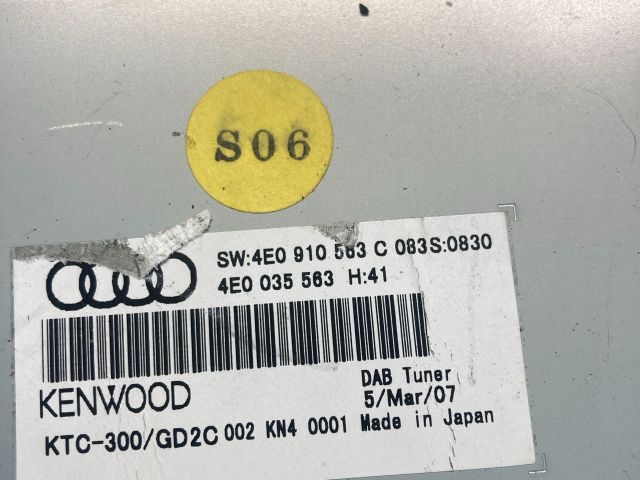 S06
SW:4E0 910 563 C 083S:0830
4E0 035 563 H:41
KENWOOD
DAB Tuner
5/Mar/07
KTC-300/GD2C 002 KN4 0001 Made in Japan